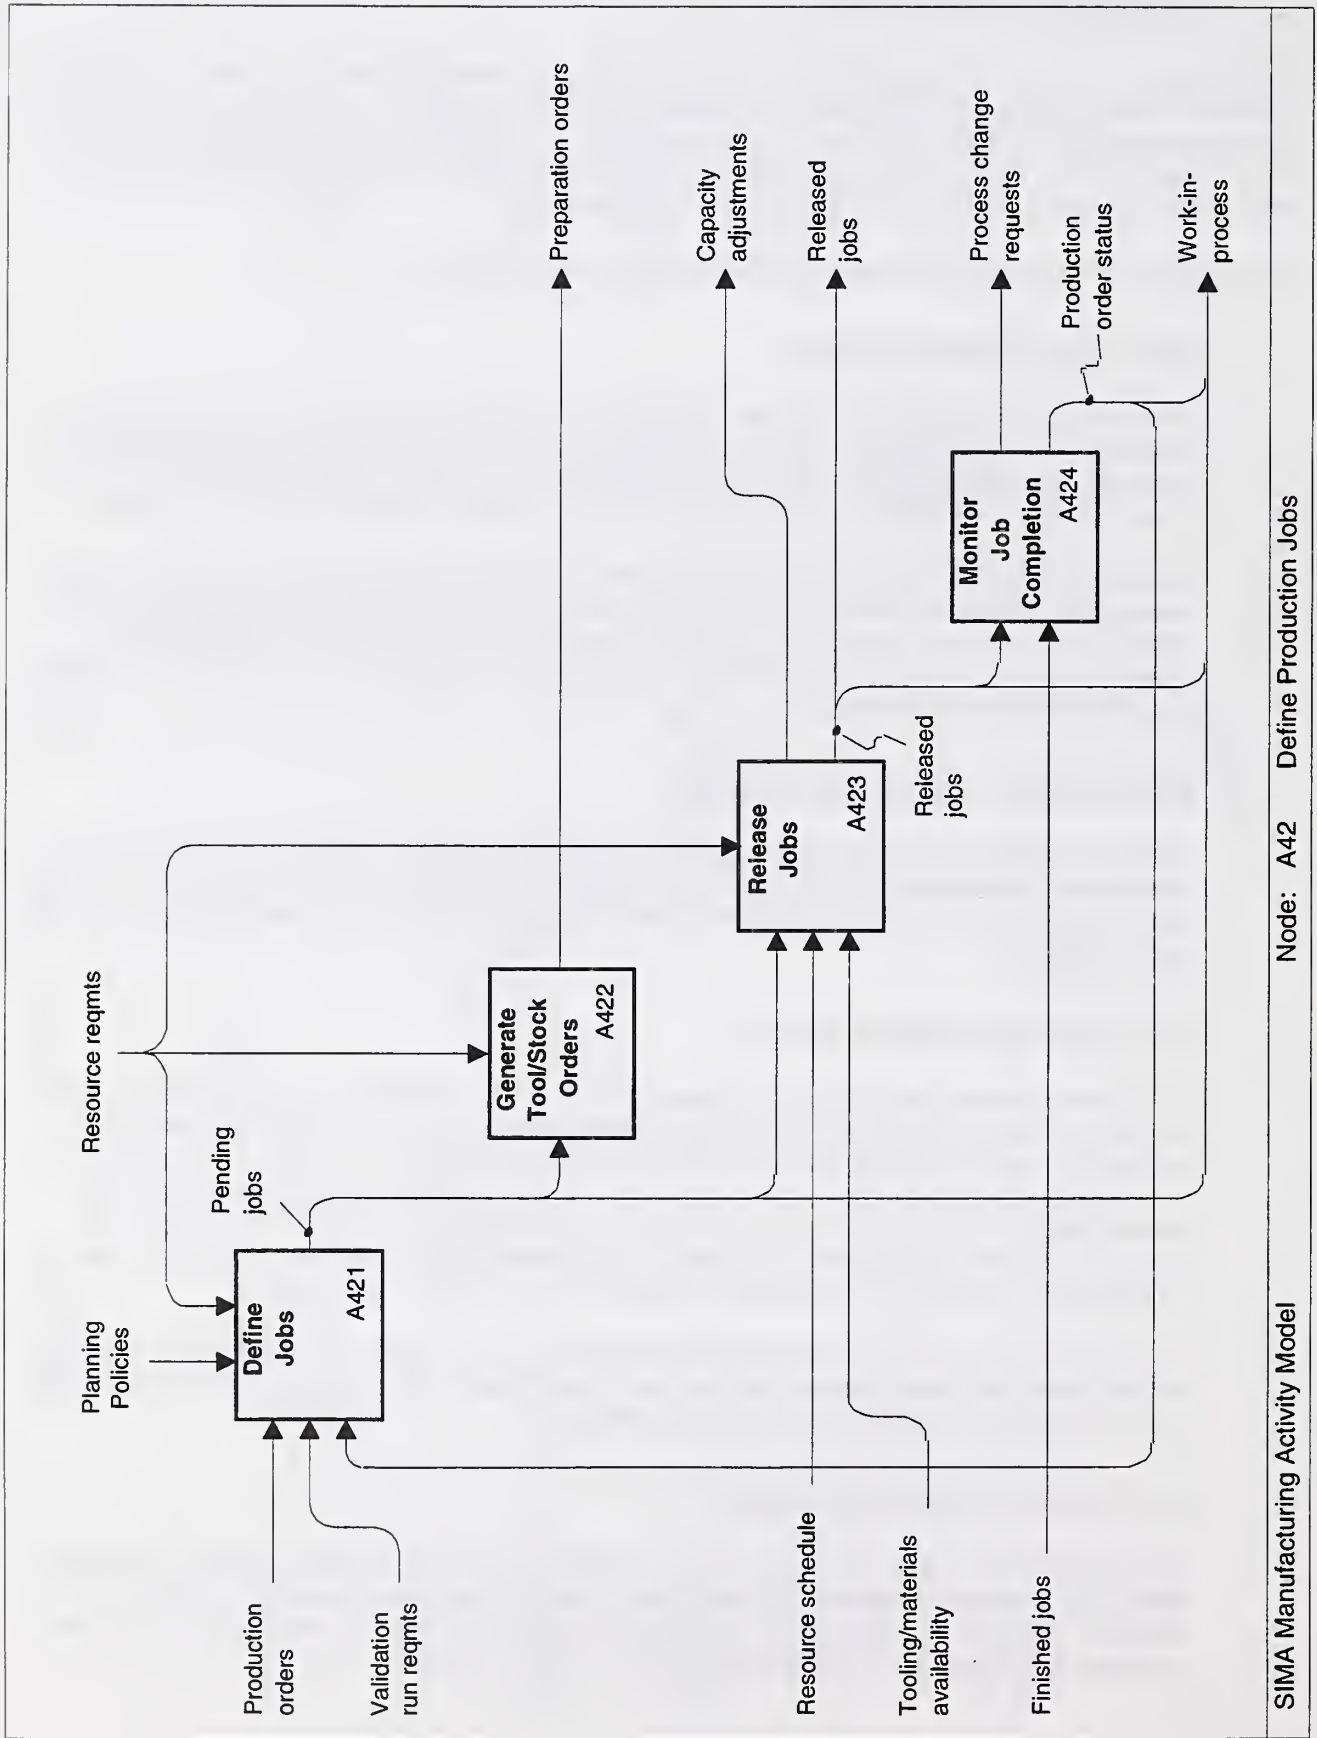 Resource reqmts
Planning
Policies
Pending
jobs
Define
Jobs
A421
Production
orders
Validation
run reqmts
Generate
Tool/Stock
Orders
A422
Preparation orders
Release
Jobs
A423
Capacity
adjustments
Released
jobs
Released
jobs
Resource schedule
Tooling/materials
availability
Finished jobs
Monitor
Job
Completion
A424
Process change
requests
Production
order status
Work-in-
process
SIMA Manufacturing Activity Model
Node: A42 Define Production Jobs